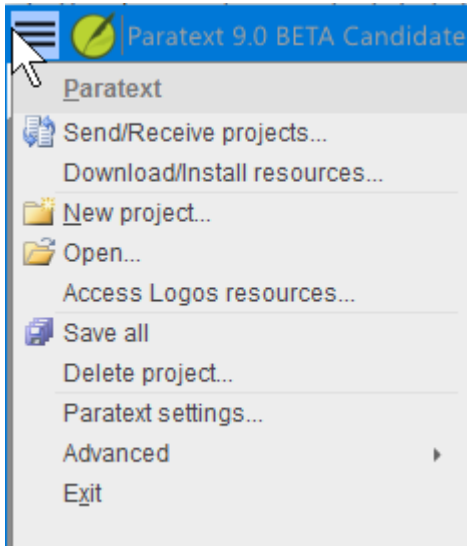 Paratext 9.0 BETA Candidate
Paratext
Send/Receive projects...
Download/Install resources...
New project...
Open...
Access Logos resources...
Save all
Delete project...
Paratext settings...
Advanced
Exit